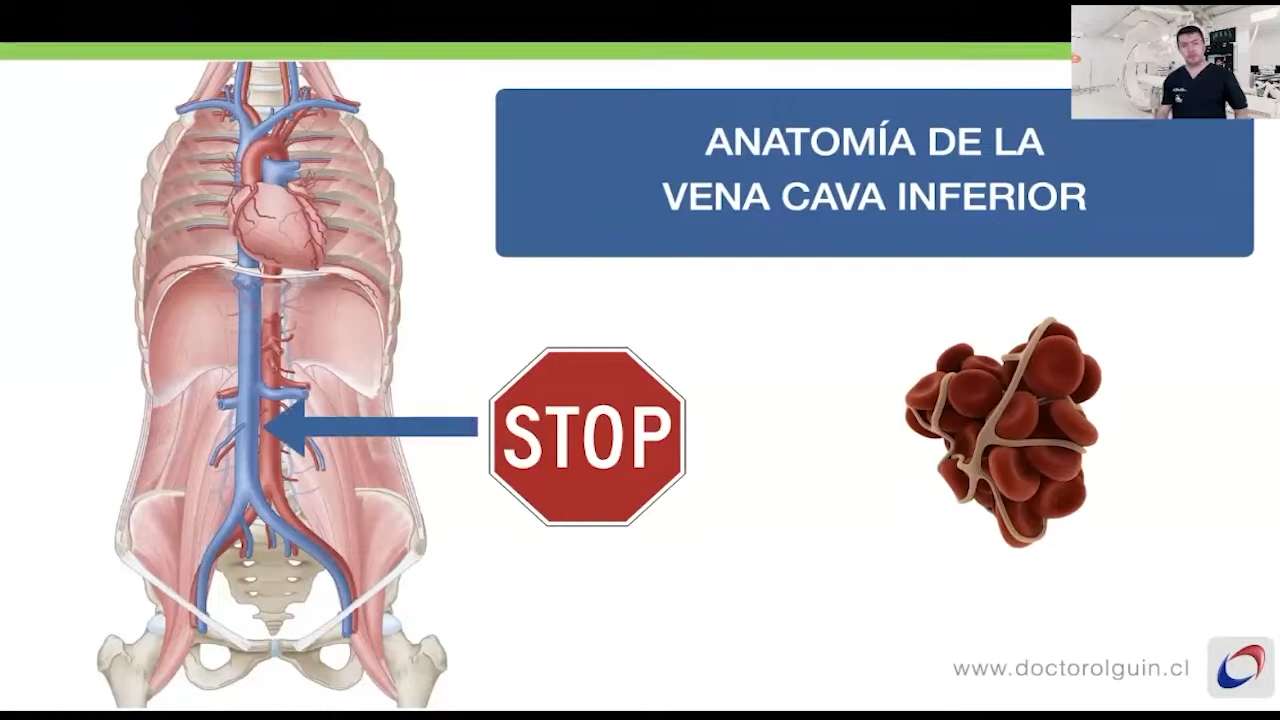 ANATOMÍA DE LA
VENA CAVA INFERIOR
STOP
www.doctorolguin.cl